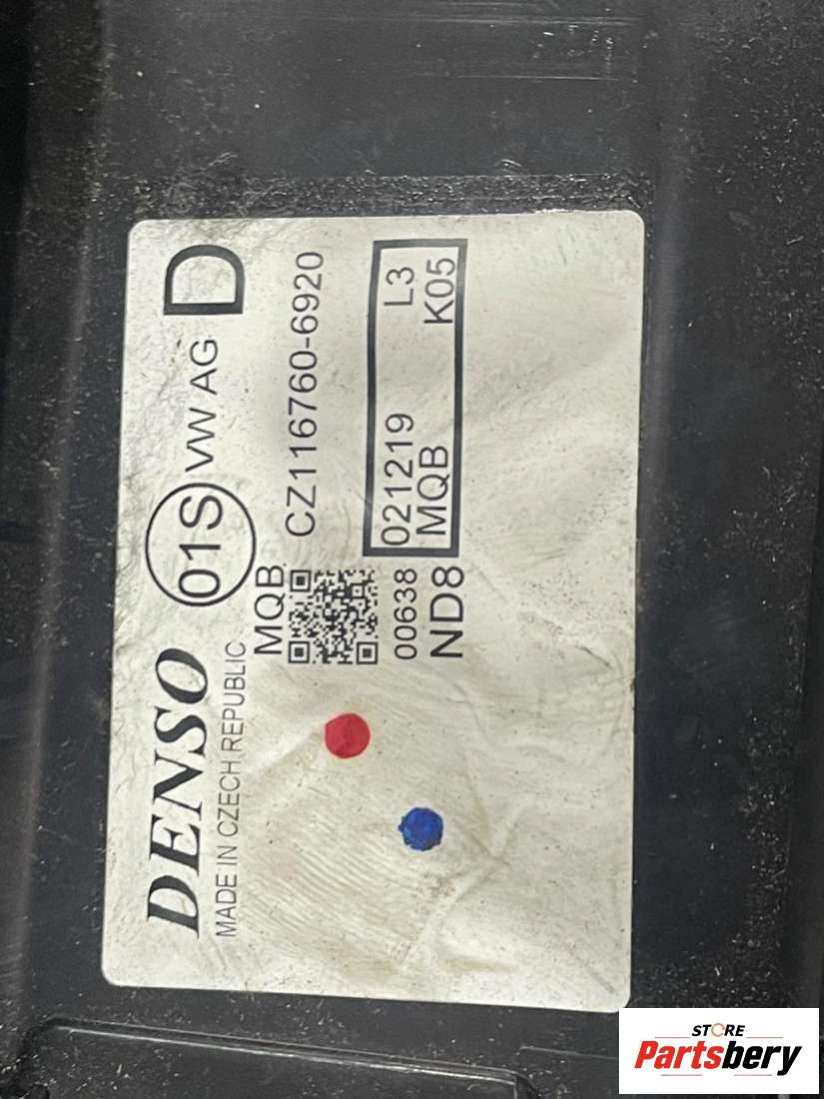 DENSO 01S VW AG D
MADE IN CZECH REPUBLIC
MQB
CZ116760-6920
00638 021219 L3
ND8 MQB K05
STORE
Partsbery